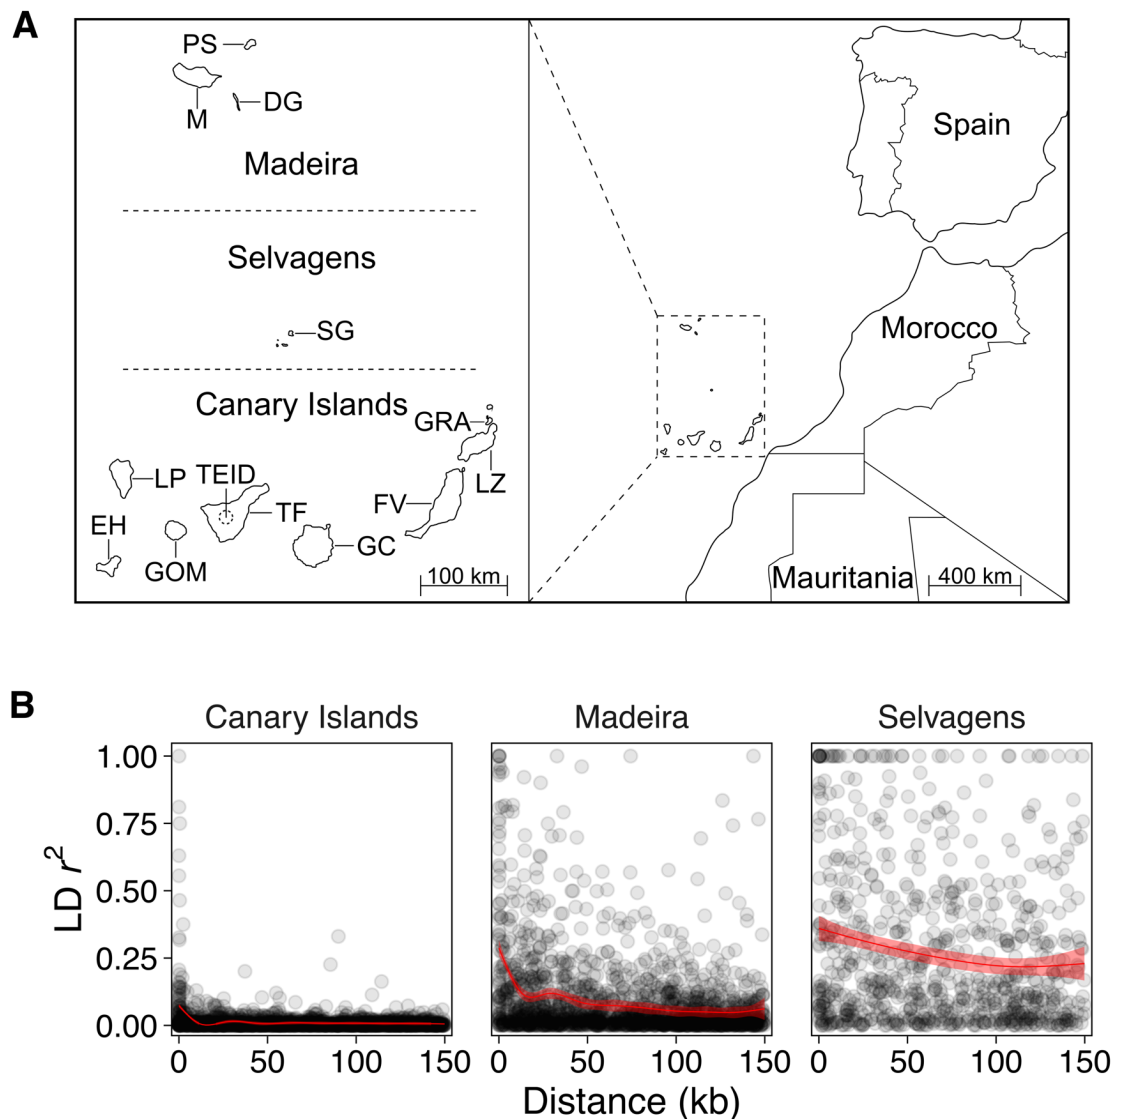 A
PS
DG
M
Madeira
Spain
Selvagens
SG
Morocco
Canary Islands
GRA
LP
TEID
LZ
FV
TF
EH
GC
GOM
100 km
Mauritania
400 km
B
Canary Islands
Madeira
Selvagens
1.00
0.75
0.50
0.25
0.00
LD r²
0 50 100 150
0 50 100 150
0 50 100 150
Distance (kb)